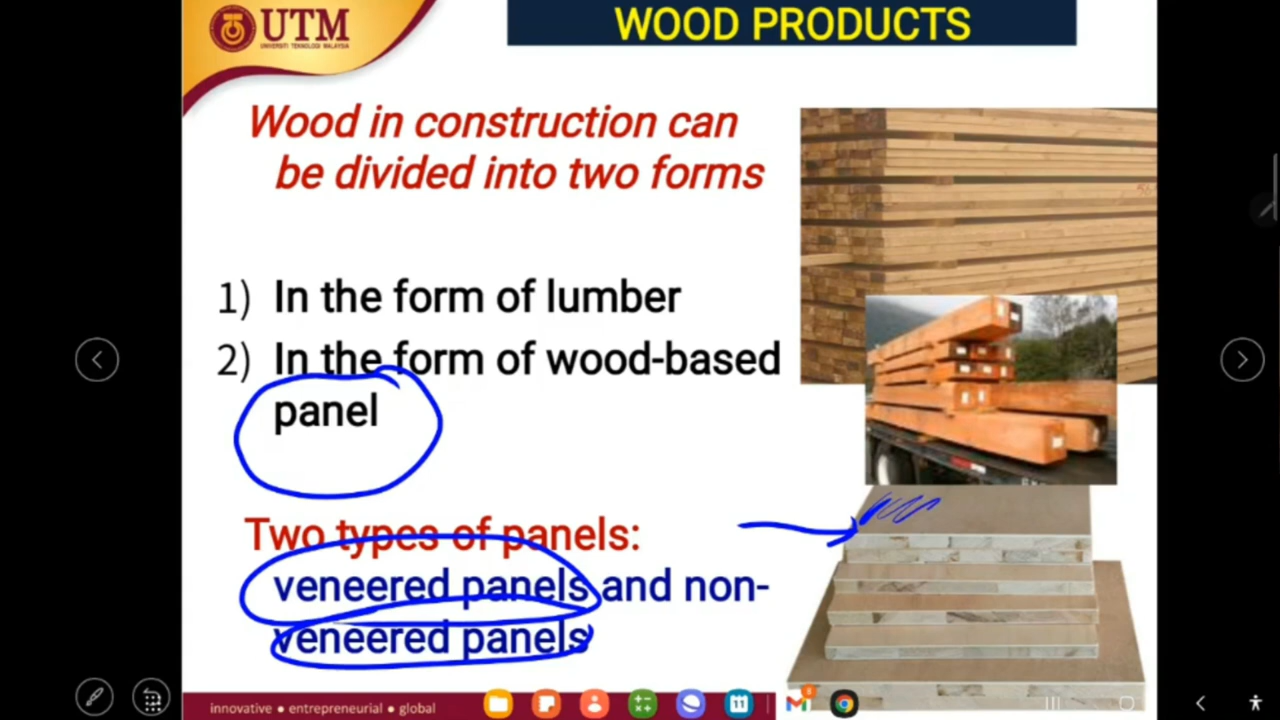 UTM
UNIVERSITI TEKNOLOGI MALAYSIA
WOOD PRODUCTS
Wood in construction can
be divided into two forms
1) In the form of lumber
2) In the form of wood-based
panel
Two types of panels:
veneered panels and non-
veneered panels
innovative ● entrepreneurial ● global
11
8